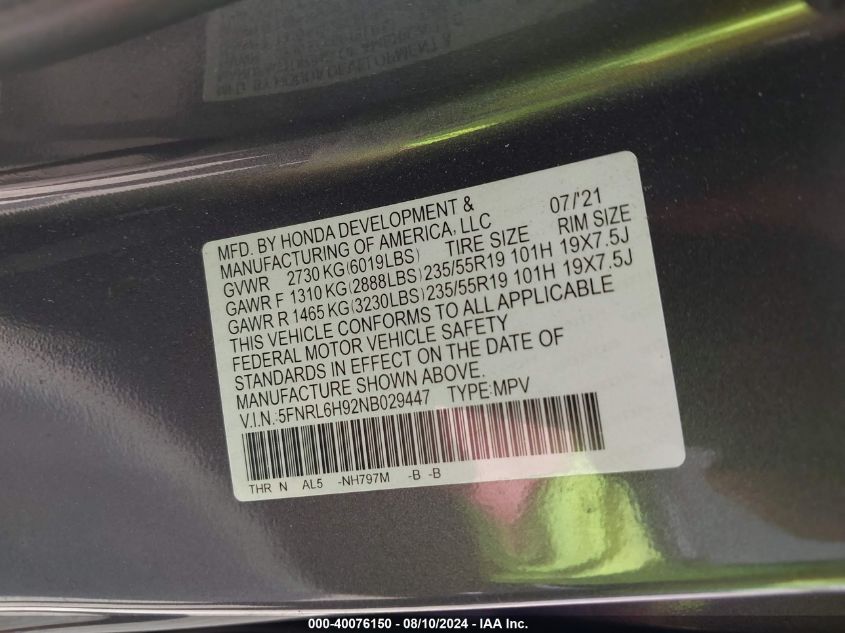 MFD. BY HONDA DEVELOPMENT & 07/'21
MANUFACTURING OF AMERICA, LLC
GVWR 2730 KG(6019LBS) TIRE SIZE RIM SIZE
GAWR F 1310 KG(2888LBS) 235/55R19 101H 19X7.5J
GAWR R 1465 KG(3230LBS) 235/55R19 101H 19X7.5J
THIS VEHICLE CONFORMS TO ALL APPLICABLE
FEDERAL MOTOR VEHICLE SAFETY
STANDARDS IN EFFECT ON THE DATE OF
MANUFACTURE SHOWN ABOVE.
V.I.N.:5FNRL6H92NB029447 TYPE:MPV
THR N AL5 -NH797M -B -B
000-40076150 - 08/10/2024 - IAA Inc.